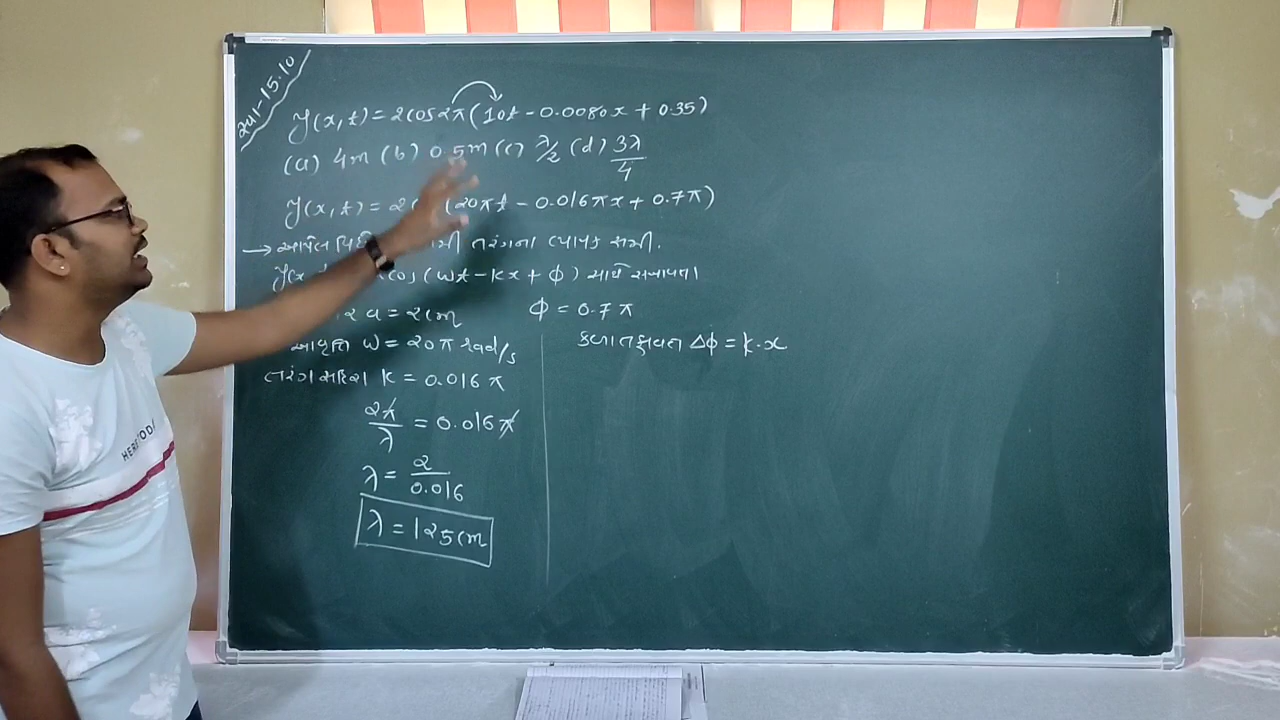 દા-15.10
y(x,t) = 2cos2π(10t - 0.0080x + 0.35)
(a) 4m (b) 0.5m (c) λ/2 (d) 3λ/4
y(x,t) = 2 (20πt - 0.016πx + 0.7π)
→ આપેલ તરંગના વ્યાપક સમી.
cos(ωt - kx + φ) સાથે સરખાવતાં
a = 2cm φ = 0.7π
આવૃત્તિ ω = 20π rad/s
તરંગ સદિશ k = 0.016π
2π/λ = 0.016π
λ = 2/0.016
λ = 125cm
કળા તફાવત Δφ = k·x